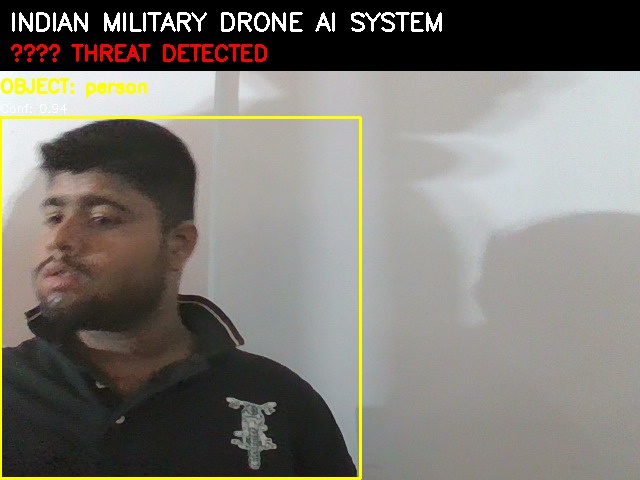 INDIAN MILITARY DRONE AI SYSTEM
???? THREAT DETECTED
OBJECT: person
Conf: 0.94